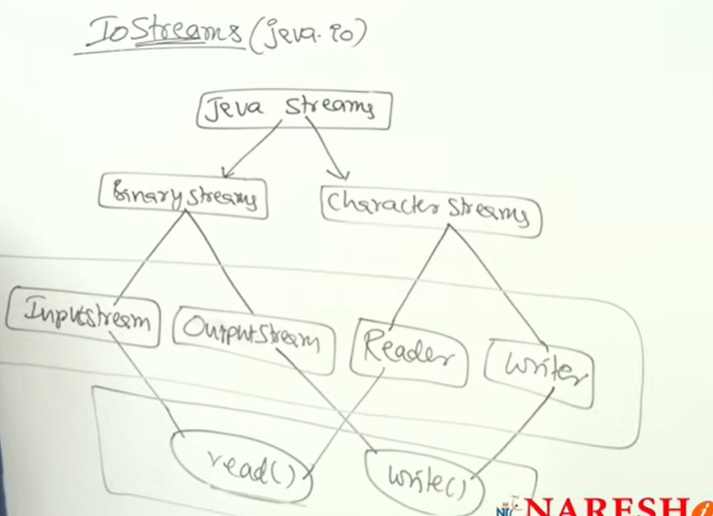 IoStreams (java.io)
Java Streams
Binary Streams
Character Streams
Inputstream
OutputStream
Reader
Writer
read()
write()
NARESH